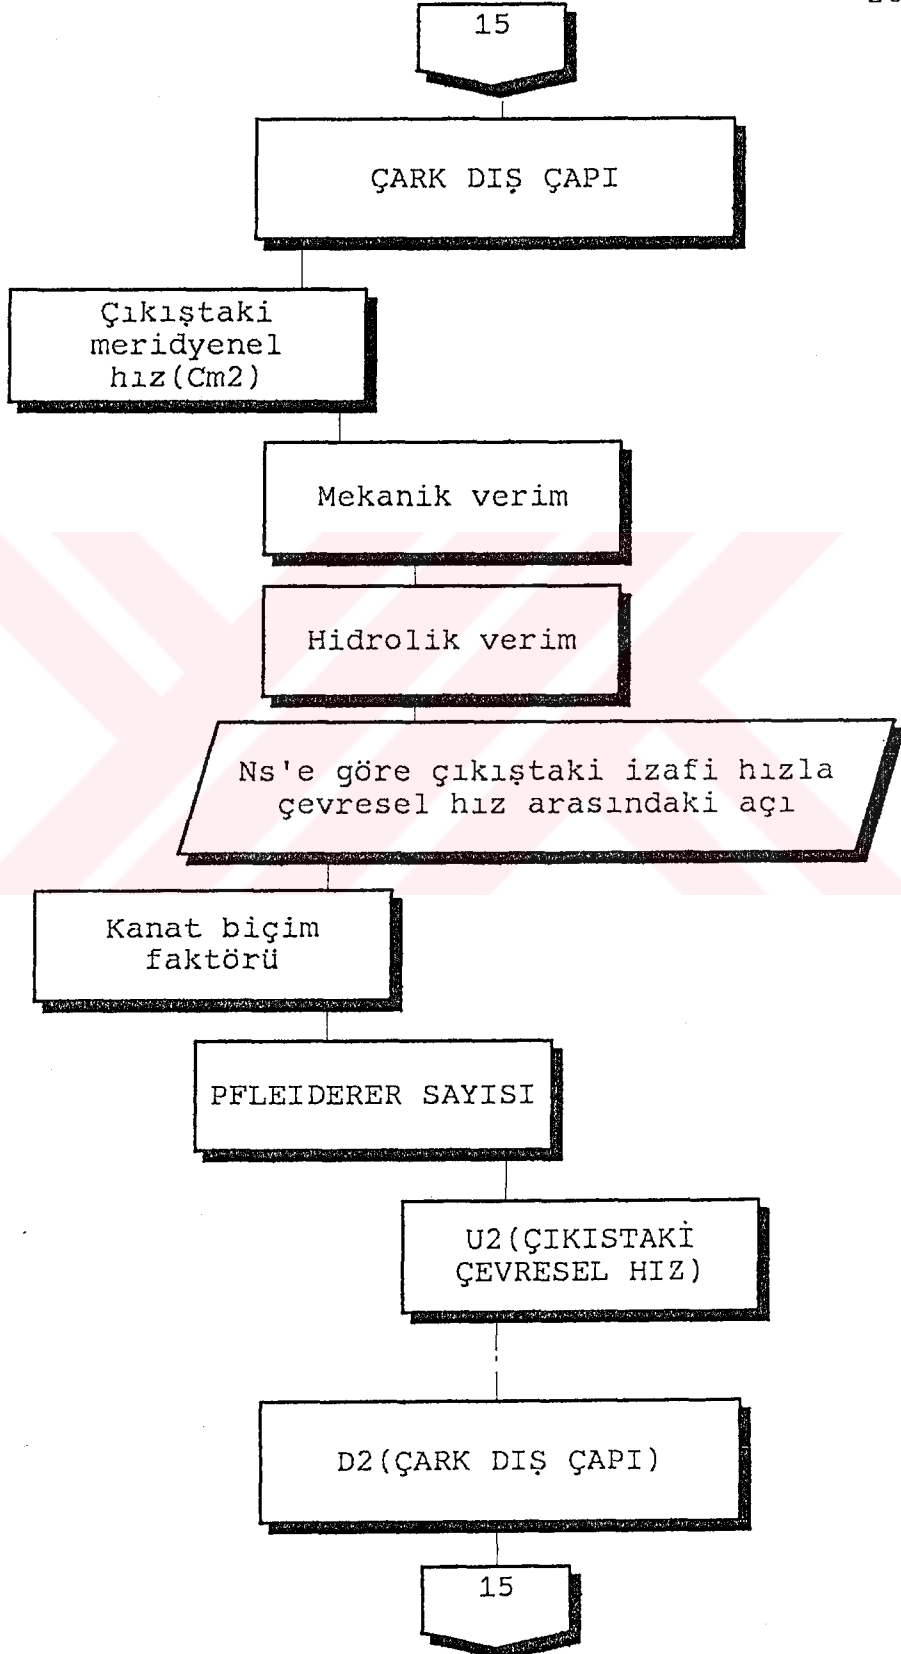 15
ÇARK DIŞ ÇAPI
Çıkıştaki
meridyenel
hız(Cm2)
Mekanik verim
Hidrolik verim
Ns'e göre çıkıştaki izafi hızla
çevresel hız arasındaki açı
Kanat biçim
faktörü
PFLEIDERER SAYISI
U2(ÇIKISTAKİ
ÇEVRESEL HIZ)
D2(ÇARK DIŞ ÇAPI)
15